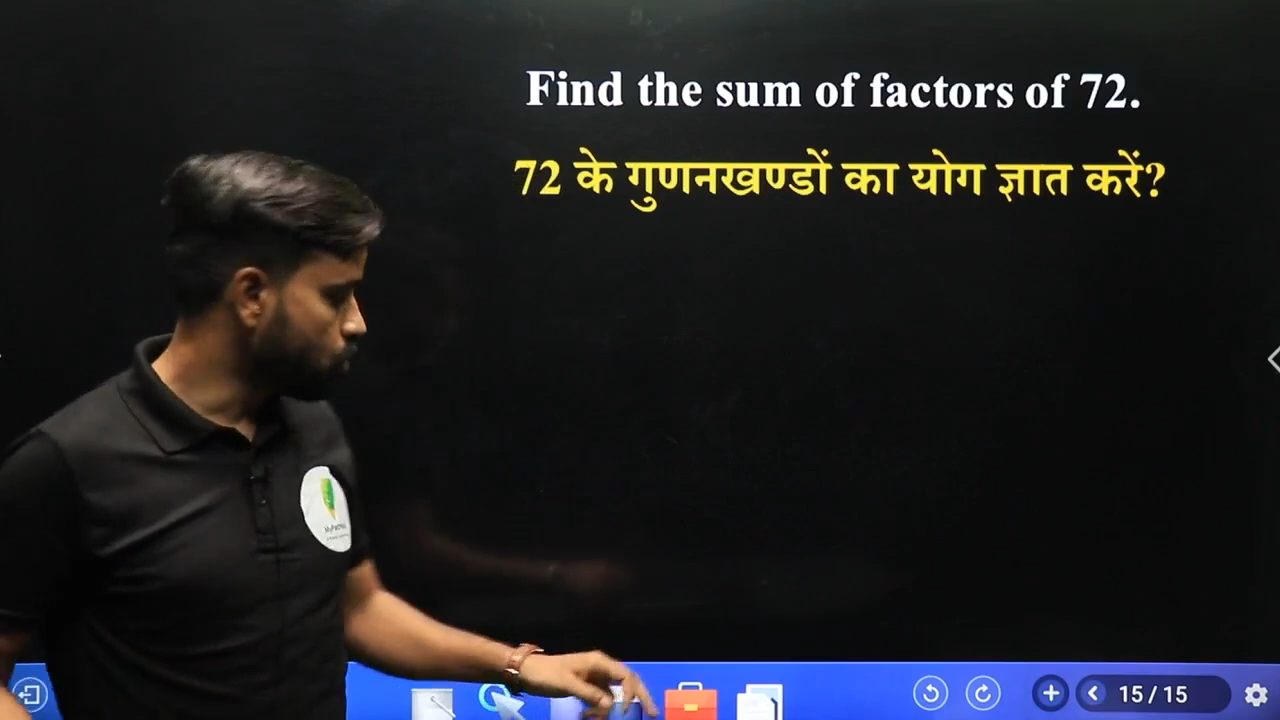 Find the sum of factors of 72.
72 के गुणनखण्डों का योग ज्ञात करें?
15 / 15